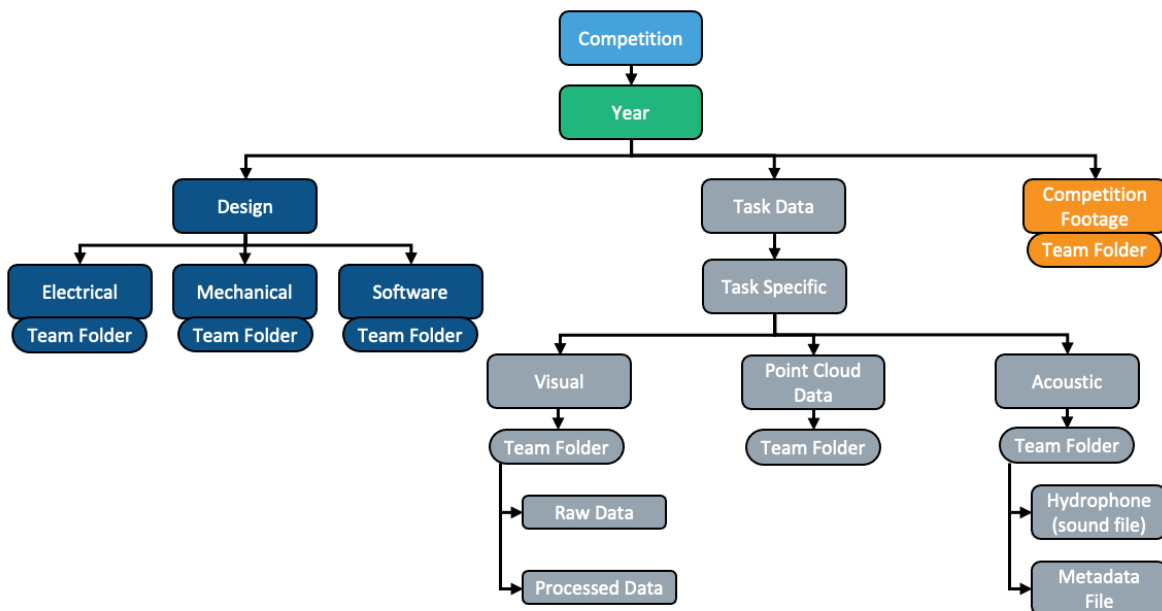 Competition
Year
Design
Task Data
Competition
Footage
Team Folder
Electrical
Mechanical
Software
Team Folder
Team Folder
Team Folder
Task Specific
Visual
Point Cloud
Data
Acoustic
Team Folder
Team Folder
Team Folder
Raw Data
Hydrophone
(sound file)
Processed Data
Metadata
File